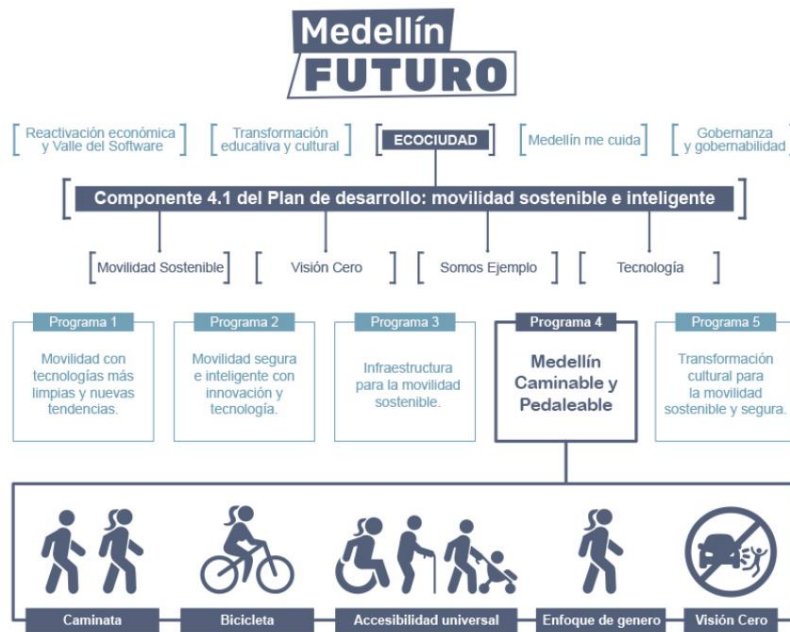 Medellín
FUTURO
Reactivación económica
y Valle del Software
Transformación
educativa y cultural
ECOCIUDAD
Medellín me cuida
Gobernanza
y gobernabilidad
Componente 4.1 del Plan de desarrollo: movilidad sostenible e inteligente
Movilidad Sostenible
Visión Cero
Somos Ejemplo
Tecnología
Programa 1
Movilidad con
tecnologías más
limpias y nuevas
tendencias.
Programa 2
Movilidad segura
e inteligente con
innovación y
tecnología.
Programa 3
Infraestructura
para la movilidad
sostenible.
Programa 4
Medellín
Caminable y
Pedaleable
Programa 5
Transformación
cultural para
la movilidad
sostenible y segura.
Caminata
Bicicleta
Accesibilidad universal
Enfoque de genero
Visión Cero